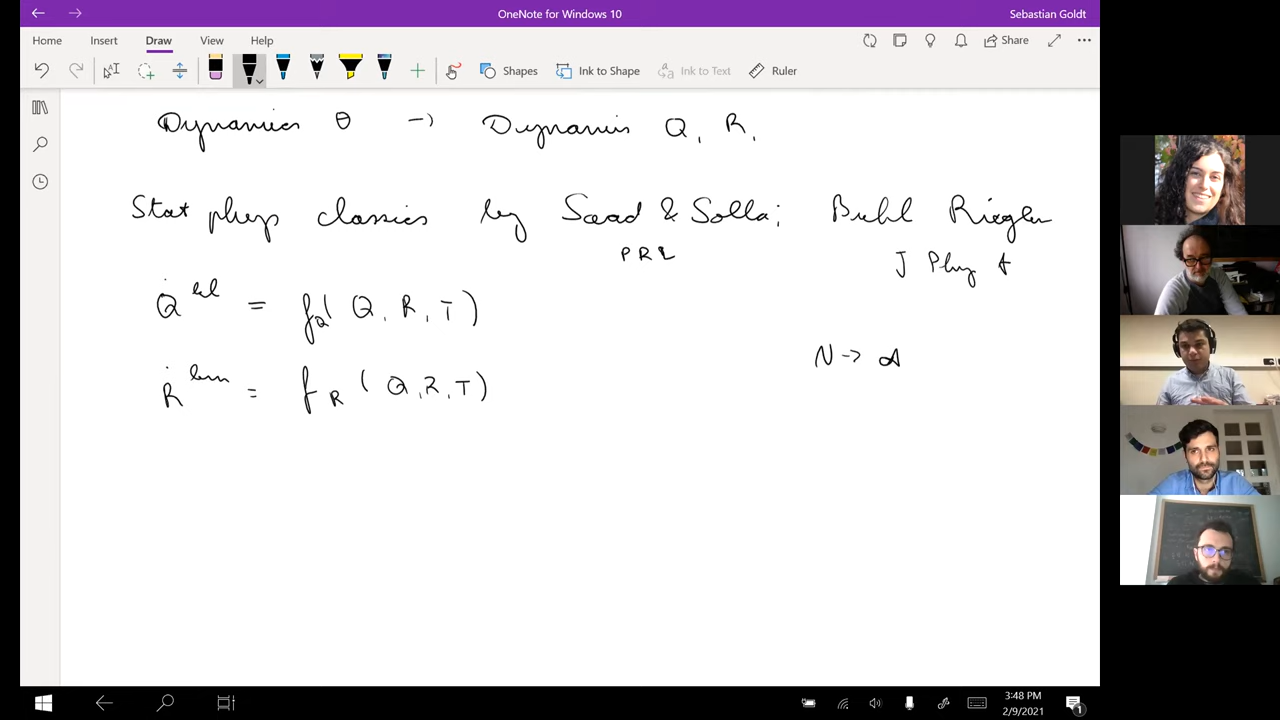 OneNote for Windows 10
Sebastian Goldt
Home Insert Draw View Help
Share
Shapes Ink to Shape Ink to Text Ruler
Dynamics θ → Dynamis Q, R,
Stat phys classics by Saad & Solla; Biehl Riegler
PRL
J Phys A
Q̇^{kl} = f_Q( Q, R, T )
N → ∞
Ṙ^{km} = f_R ( Q, R, T )
3:48 PM
2/9/2021
1